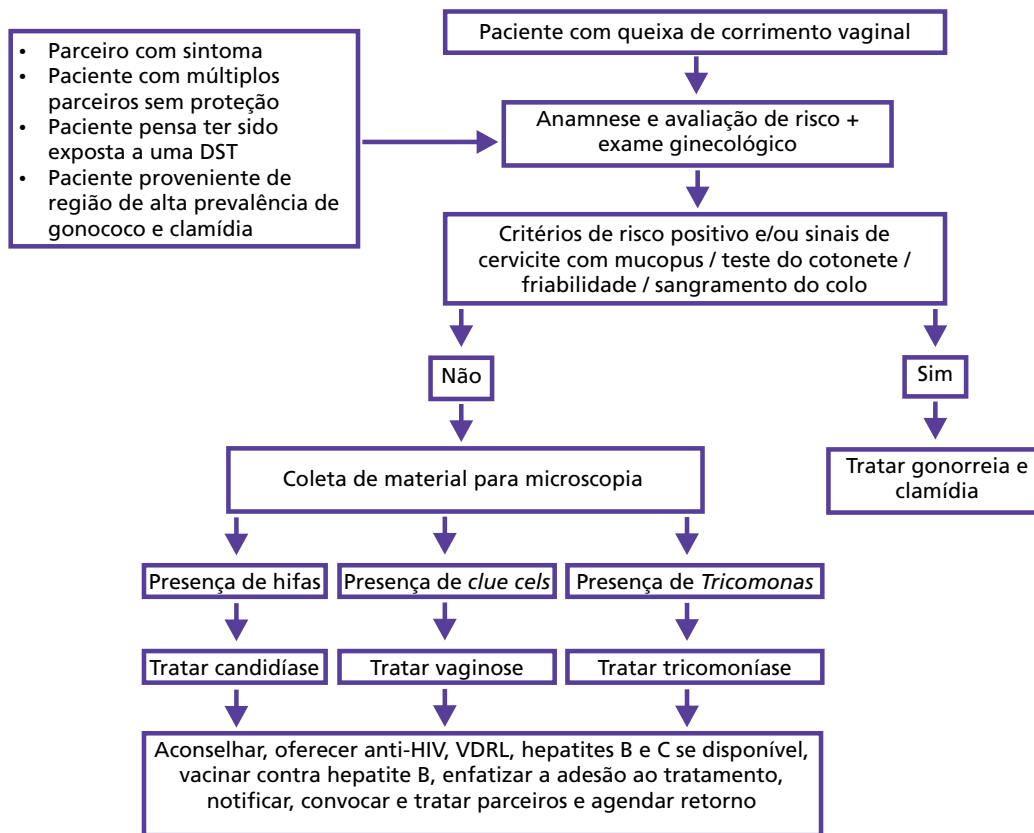 • Parceiro com sintoma
• Paciente com múltiplos
parceiros sem proteção
• Paciente pensa ter sido
exposta a uma DST
• Paciente proveniente de
região de alta prevalência de
gonococo e clamídia
Paciente com queixa de corrimento vaginal
Anamnese e avaliação de risco +
exame ginecológico
Critérios de risco positivo e/ou sinais de
cervicite com mucopus / teste do cotonete /
friabilidade / sangramento do colo
Não
Sim
Coleta de material para microscopia
Tratar gonorreia e
clamídia
Presença de hifas
Presença de clue cels
Presença de Tricomonas
Tratar candidíase
Tratar vaginose
Tratar tricomoníase
Aconselhar, oferecer anti-HIV, VDRL, hepatites B e C se disponível,
vacinar contra hepatite B, enfatizar a adesão ao tratamento,
notificar, convocar e tratar parceiros e agendar retorno